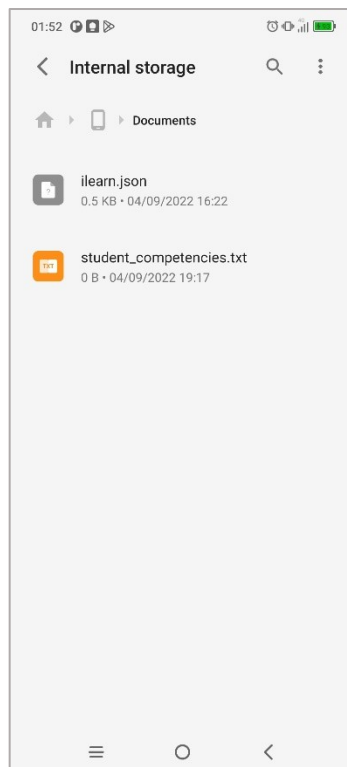 01:52
Internal storage
Documents
ilearn.json
0.5 KB • 04/09/2022 16:22
TXT
student_competencies.txt
0 B • 04/09/2022 19:17